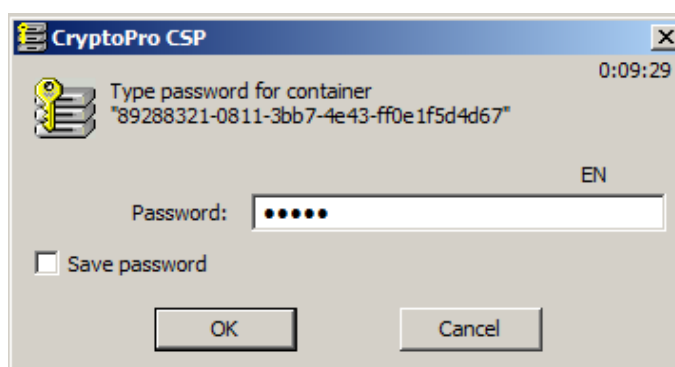 CryptoPro CSP
0:09:29
Type password for container
"89288321-0811-3bb7-4e43-ff0e1f5d4d67"
EN
Password: •••••
Save password
OK
Cancel